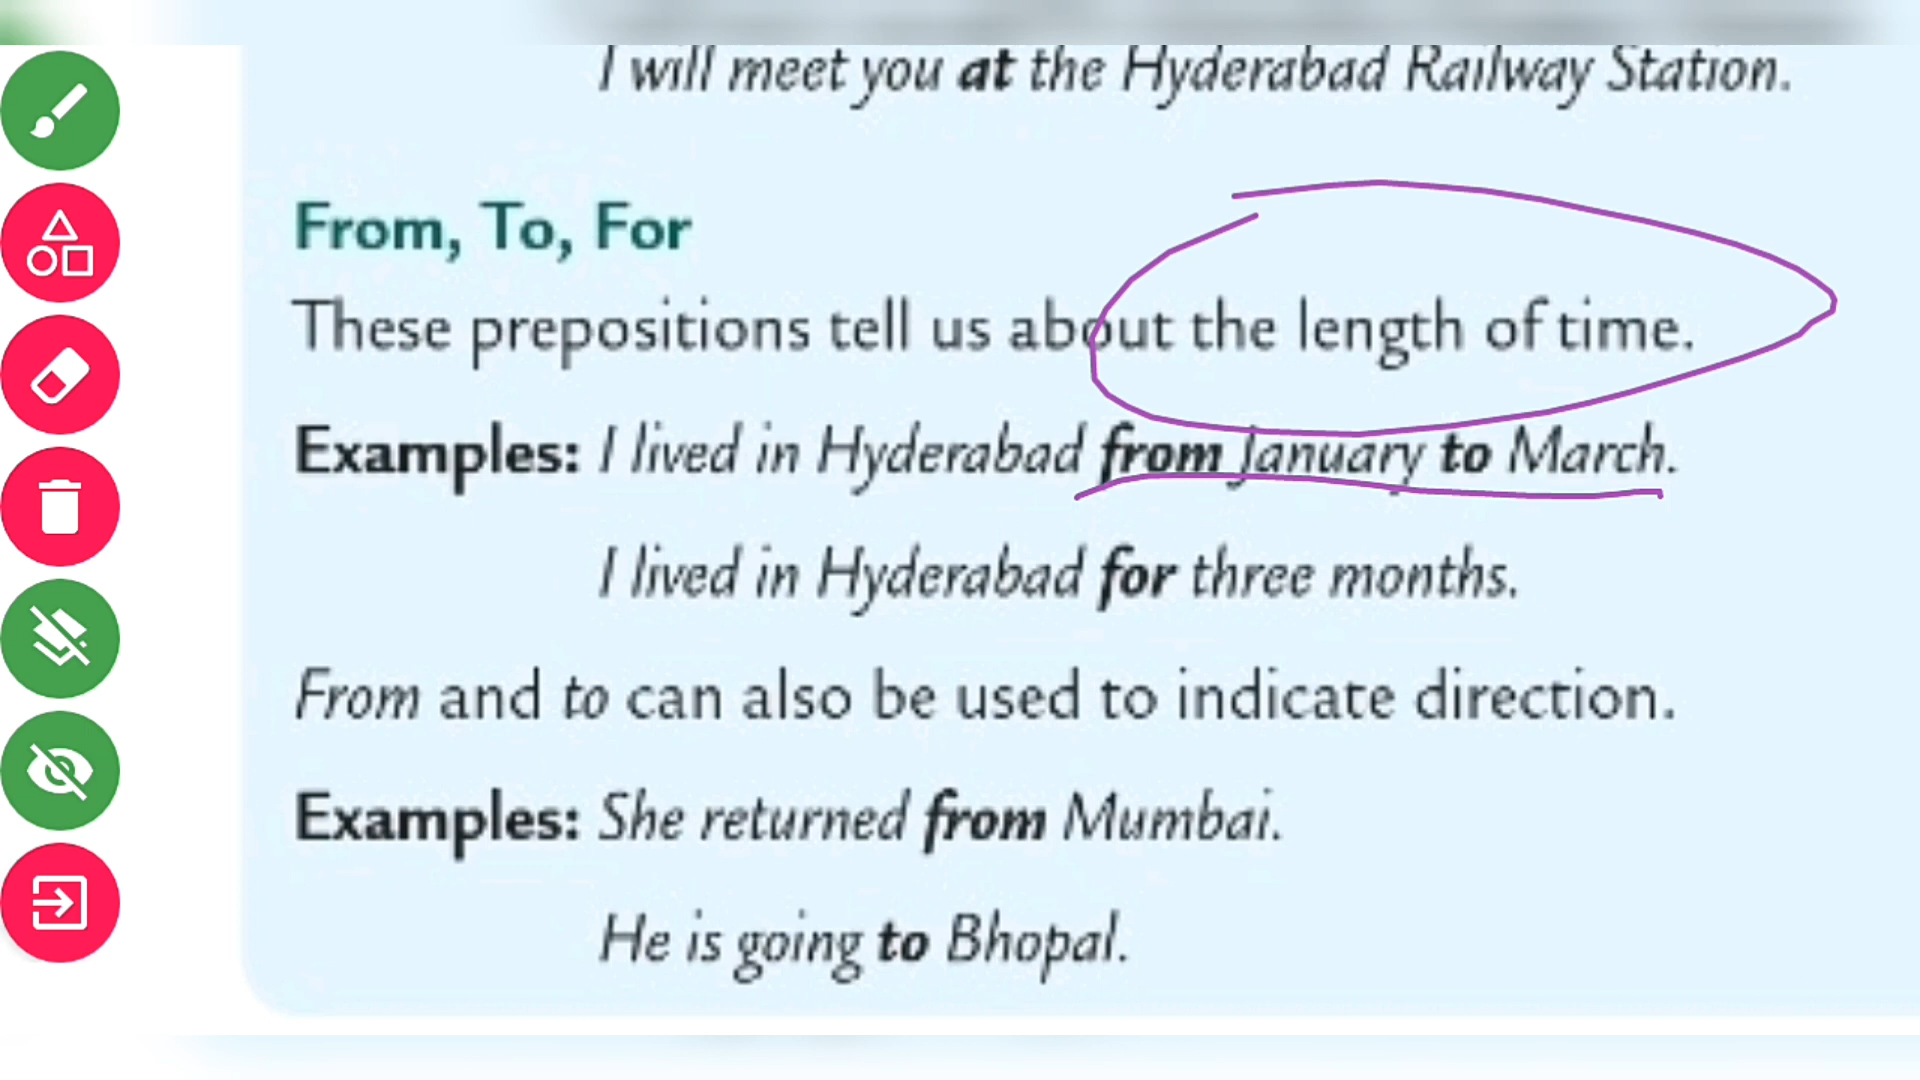 I will meet you at the Hyderabad Railway Station.
From, To, For
These prepositions tell us about the length of time.
Examples: I lived in Hyderabad from January to March.
I lived in Hyderabad for three months.
From and to can also be used to indicate direction.
Examples: She returned from Mumbai.
He is going to Bhopal.